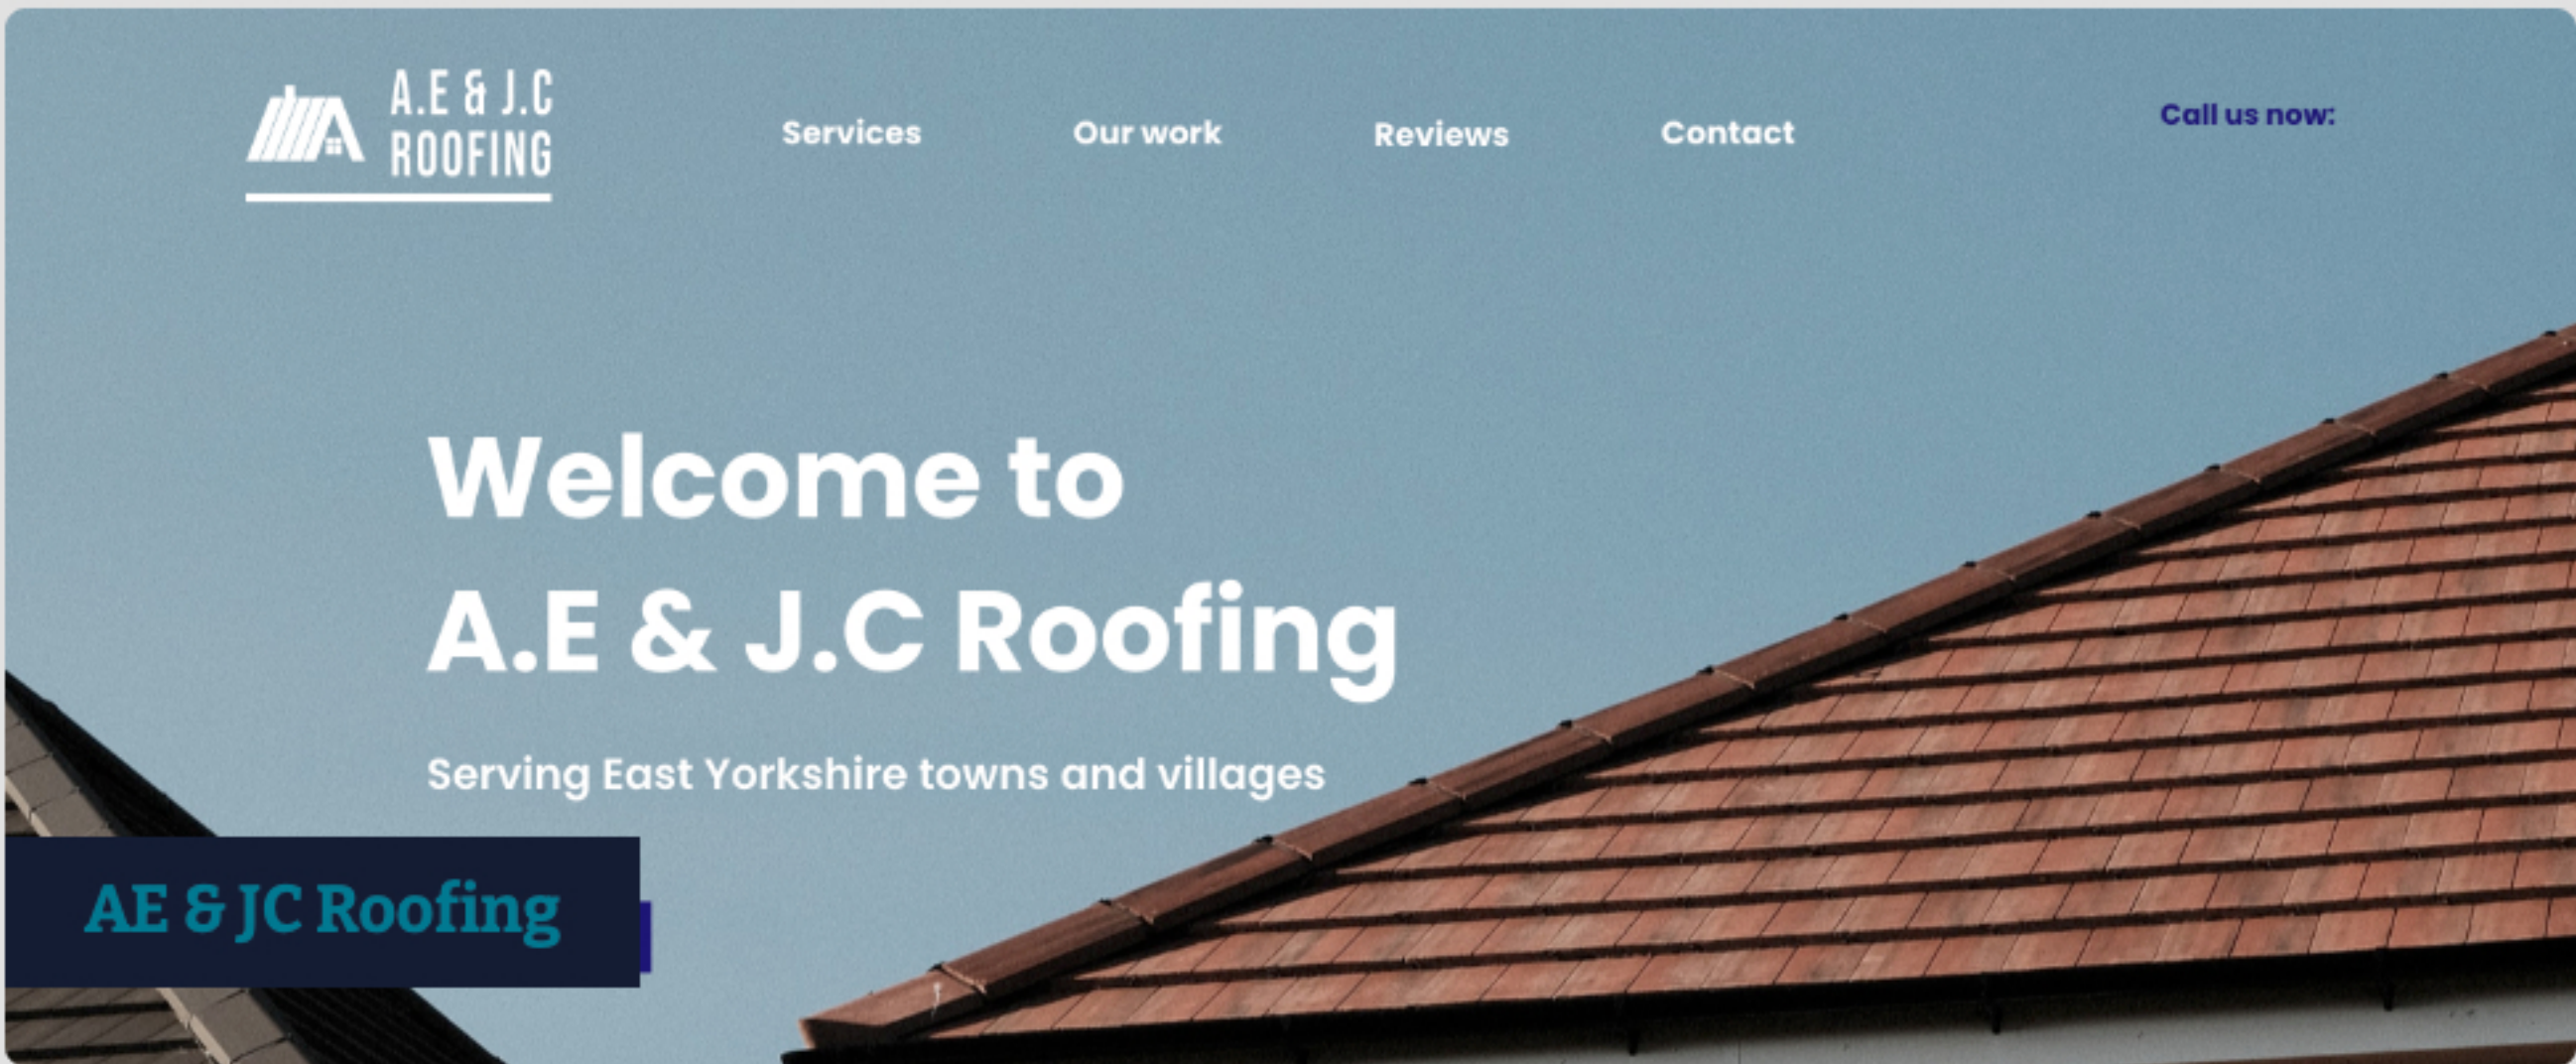 A.E & J.C
ROOFING
Services
Our work
Reviews
Contact
Call us now:
Welcome to
A.E & J.C Roofing
Serving East Yorkshire towns and villages
AE & JC Roofing